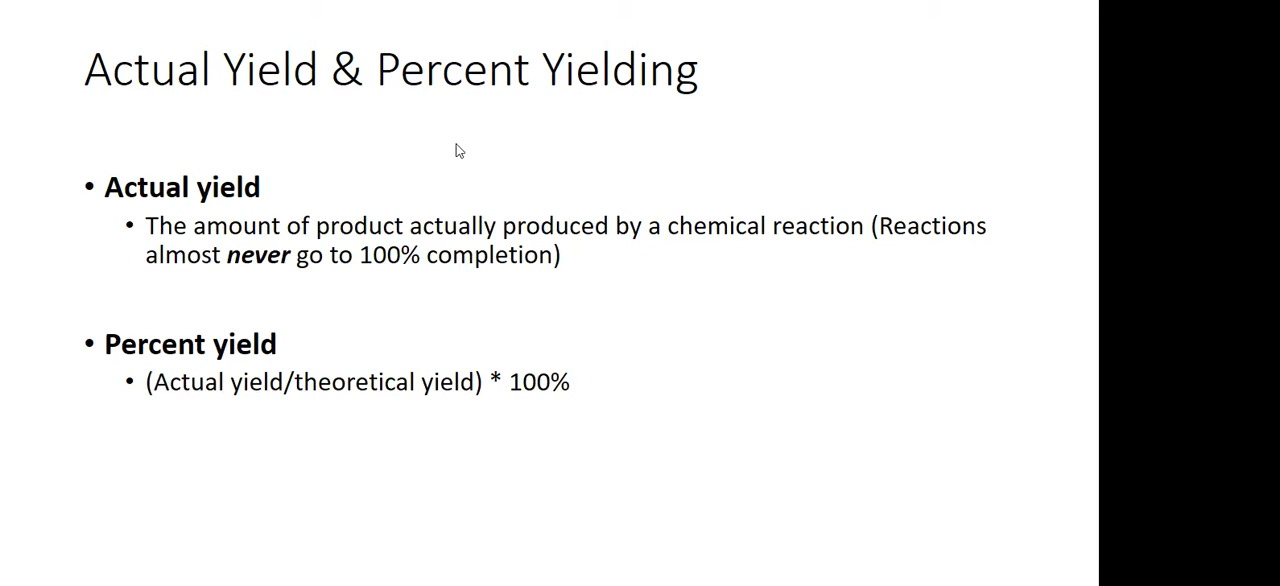 Actual Yield & Percent Yielding
• Actual yield
• The amount of product actually produced by a chemical reaction (Reactions
almost never go to 100% completion)
• Percent yield
• (Actual yield/theoretical yield) * 100%